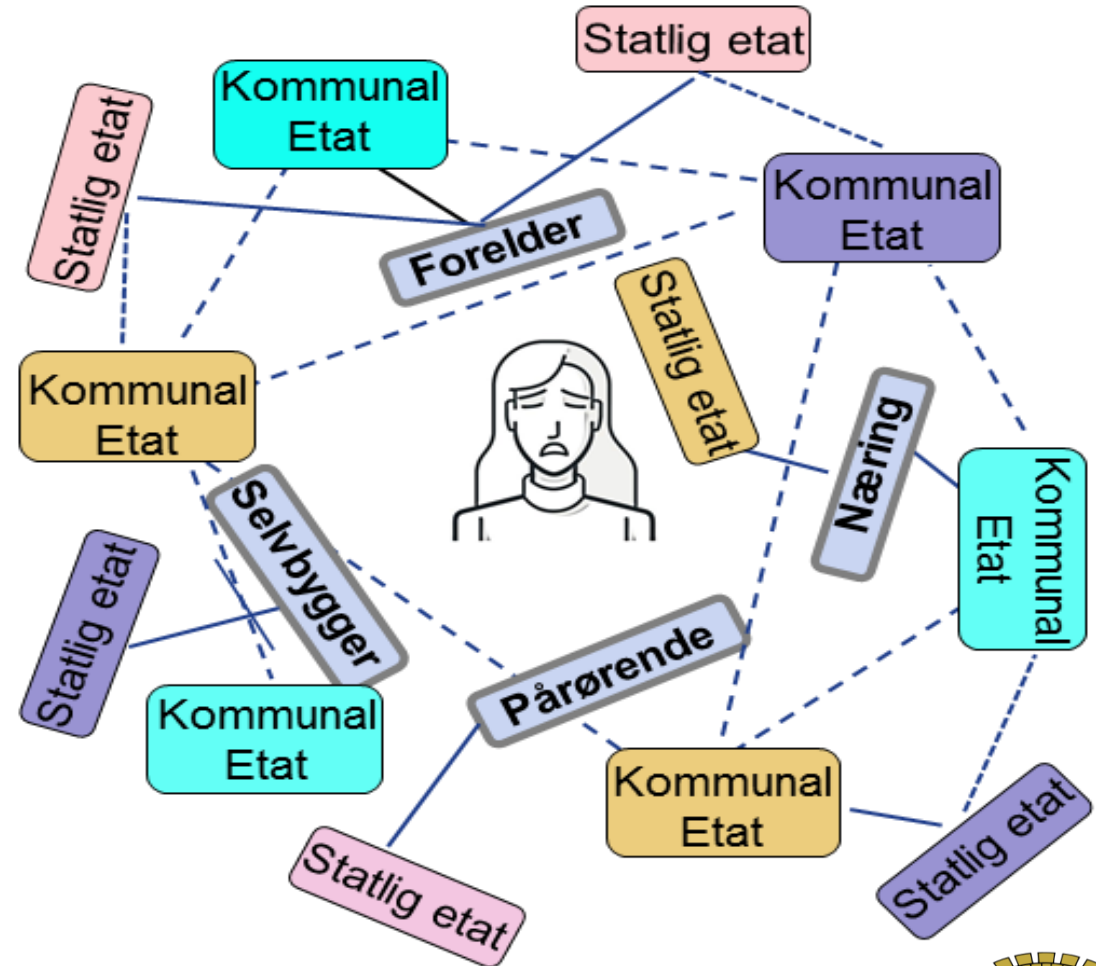 Statlig etat
Kommunal
Etat
Statlig etat
Kommunal
Etat
Forelder
Statlig etat
Kommunal
Etat
Næring
Kommunal
Etat
Selvbygger
Statlig etat
Pårørende
Kommunal
Etat
Kommunal
Etat
Statlig etat
Statlig etat